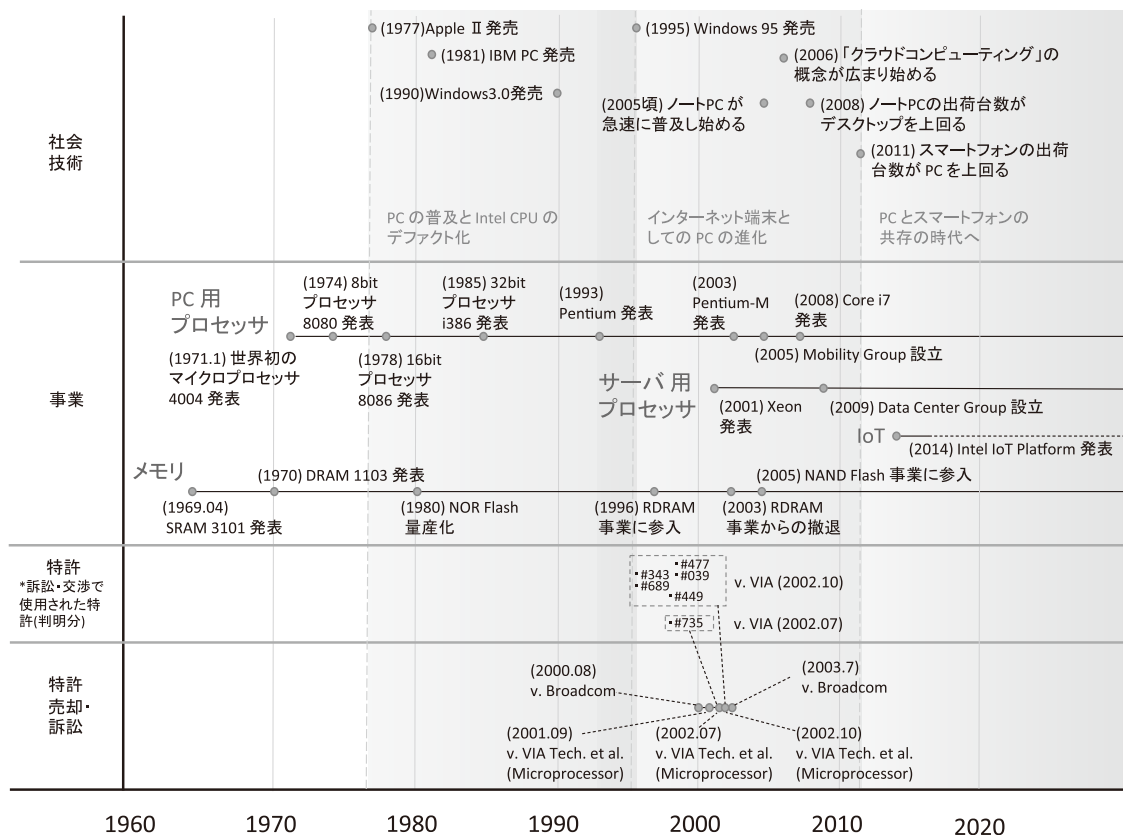 社会
技術
(1977)Apple Ⅱ 発売
(1981) IBM PC 発売
(1990)Windows3.0発売
(1995) Windows 95 発売
(2006) 「クラウドコンピューティング」の
概念が広まり始める
(2005頃) ノートPC が
急速に普及し始める
(2008) ノートPCの出荷台数が
デスクトップを上回る
(2011) スマートフォンの出荷
台数が PC を上回る
PC の普及と Intel CPU の
デファクト化
インターネット端末と
しての PC の進化
PC とスマートフォンの
共存の時代へ
事業
PC 用
プロセッサ
(1971.1) 世界初の
マイクロプロセッサ
4004 発表
(1974) 8bit
プロセッサ
8080 発表
(1978) 16bit
プロセッサ
8086 発表
(1985) 32bit
プロセッサ
i386 発表
(1993)
Pentium 発表
(2003)
Pentium-M
発表
(2005) Mobility Group 設立
(2008) Core i7
発表
サーバ 用
プロセッサ
(2001) Xeon
発表
(2009) Data Center Group 設立
IoT
(2014) Intel IoT Platform 発表
メモリ
(1969.04)
SRAM 3101 発表
(1970) DRAM 1103 発表
(1980) NOR Flash
量産化
(1996) RDRAM
事業に参入
(2003) RDRAM
事業からの撤退
(2005) NAND Flash 事業に参入
特許
*訴訟・交渉で
使用された特
許(判明分)
#477
#343
#039
#689
#449
v. VIA (2002.10)
#735
v. VIA (2002.07)
特許
売却・
訴訟
(2000.08)
v. Broadcom
(2003.7)
v. Broadcom
(2001.09)
v. VIA Tech. et al.
(Microprocessor)
(2002.07)
v. VIA Tech. et al.
(Microprocessor)
(2002.10)
v. VIA Tech. et al.
(Microprocessor)
1960
1970
1980
1990
2000
2010
2020